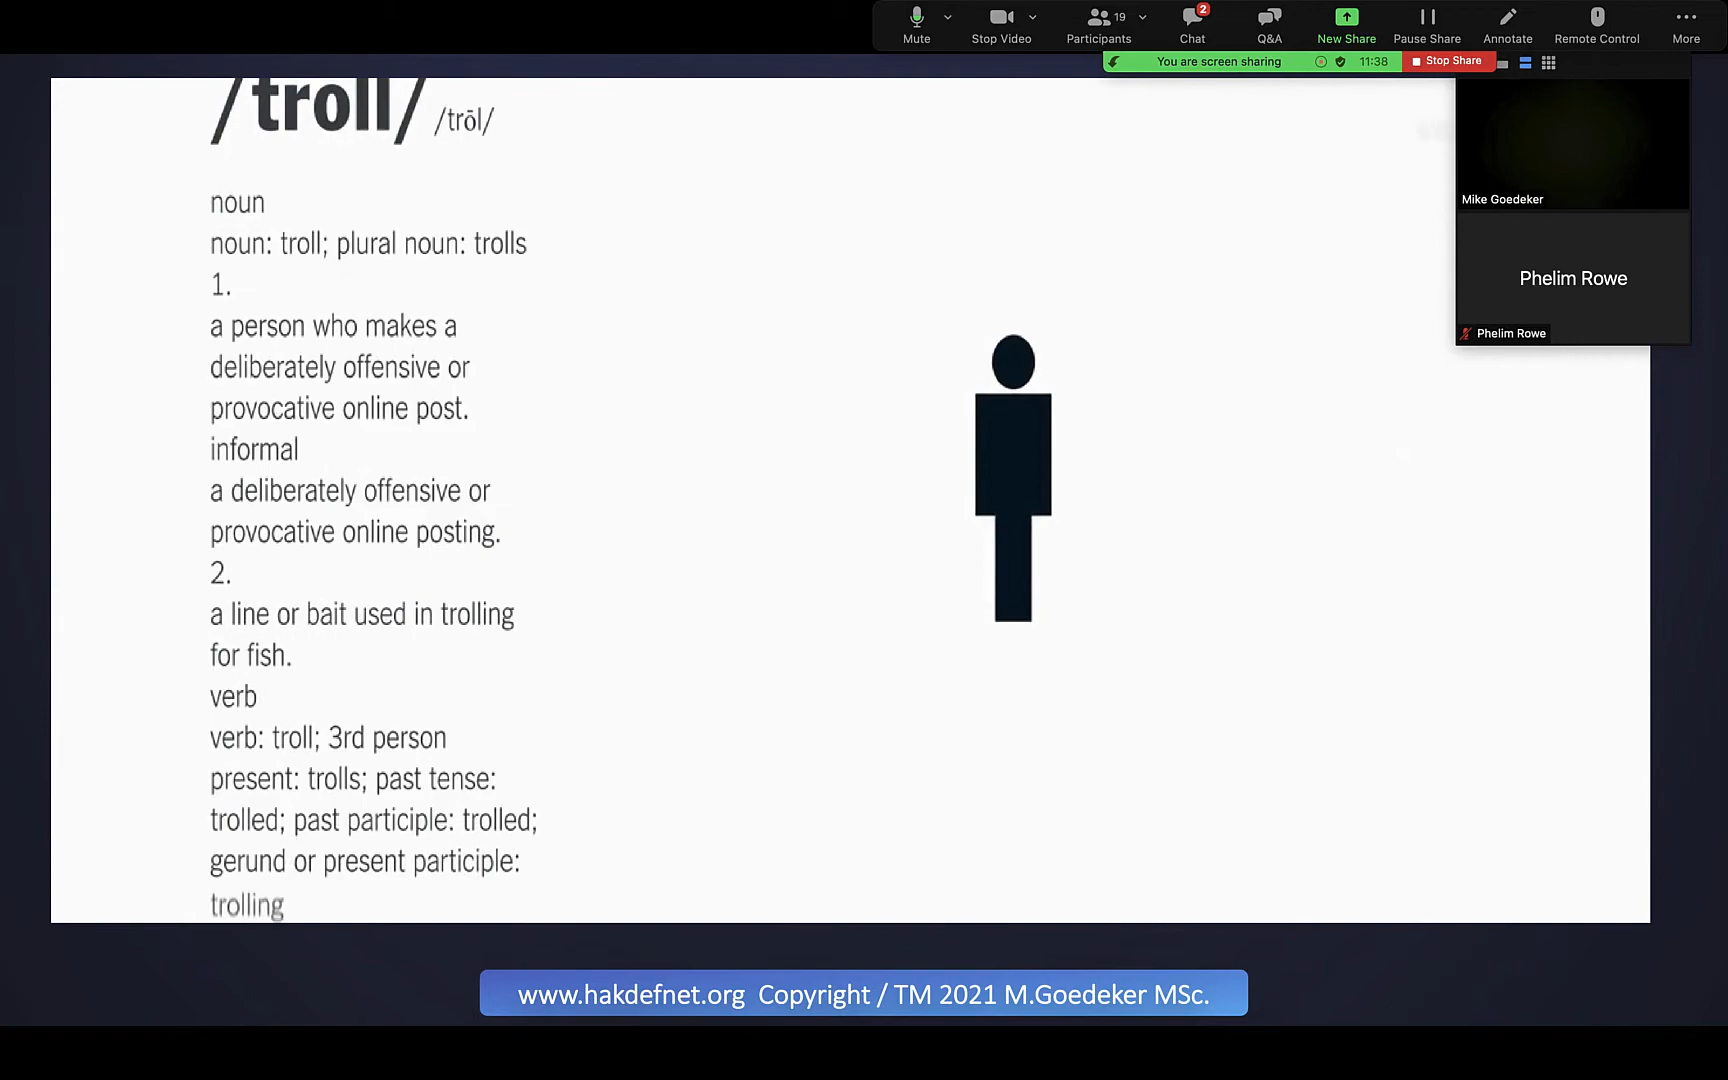 Mute
Stop Video
19
Participants
2
Chat
Q&A
New Share
Pause Share
Annotate
Remote Control
More
You are screen sharing
11:38
Stop Share
/troll/ /trōl/
noun
noun: troll; plural noun: trolls
1.
a person who makes a
deliberately offensive or
provocative online post.
informal
a deliberately offensive or
provocative online posting.
2.
a line or bait used in trolling
for fish.
verb
verb: troll; 3rd person
present: trolls; past tense:
trolled; past participle: trolled;
gerund or present participle:
trolling
Mike Goedeker
Phelim Rowe
Phelim Rowe
www.hakdefnet.org Copyright / TM 2021 M.Goedeker MSc.